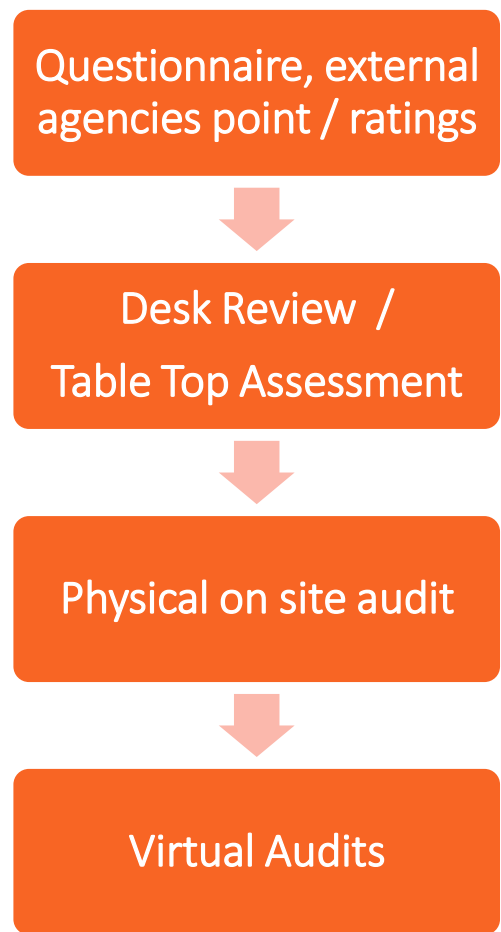 Questionnaire, external
agencies point / ratings
Desk Review /
Table Top Assessment
Physical on site audit
Virtual Audits